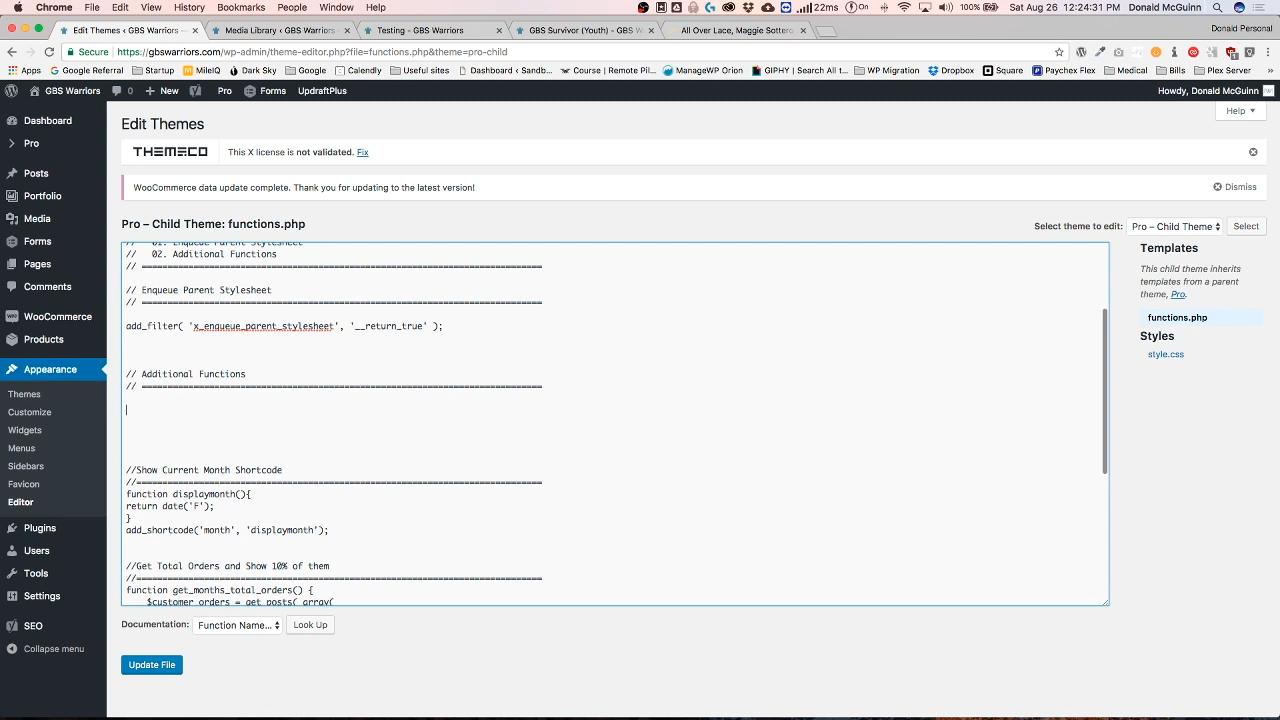 Chrome File Edit View History Bookmarks People Window Help 22ms On 100% Sat Aug 26 12:24:31 Donald McGuinn
Edit Themes ‹ GBS Warriors — Media Library ‹ GBS Warriors Testing - GBS Warriors GBS Survivor (Youth) - GBS W All Over Lace, Maggie Sottero Donald Personal
Secure https://gbswarriors.com/wp-admin/theme-editor.php?file=functions.php&theme=pro-child
Apps Google Referral Startup MileIQ Dark Sky Google Calendly Useful sites Dashboard ‹ Sandb... Course | Remote Pil... ManageWP Orion GIPHY | Search All t... WP Migration Dropbox Square Paychex Flex Medical Bills Plex Server »
GBS Warriors 0 New Pro Forms UpdraftPlus Howdy, Donald McGuinn
Help
Dashboard
Pro
Posts
Portfolio
Media
Forms
Pages
Comments
WooCommerce
Products
Appearance
Themes
Customize
Widgets
Menus
Sidebars
Favicon
Editor
Plugins
Users
Tools
Settings
SEO
Collapse menu
Edit Themes
THEMECO This X license is not validated. Fix
WooCommerce data update complete. Thank you for updating to the latest version! Dismiss
Pro – Child Theme: functions.php
Select theme to edit: Pro – Child Theme Select
// 01. Enqueue Parent Stylesheet
// 02. Additional Functions
// =============================================================================
// Enqueue Parent Stylesheet
// =============================================================================
add_filter( 'x_enqueue_parent_stylesheet', '__return_true' );
// Additional Functions
// =============================================================================
//Show Current Month Shortcode
//==============================================================================
function displaymonth(){
return date('F');
}
add_shortcode('month', 'displaymonth');
//Get Total Orders and Show 10% of them
//==============================================================================
function get_months_total_orders() {
$customer_orders = get_posts( array(
Templates
This child theme inherits
templates from a parent
theme, Pro.
functions.php
Styles
style.css
Documentation: Function Name... Look Up
Update File